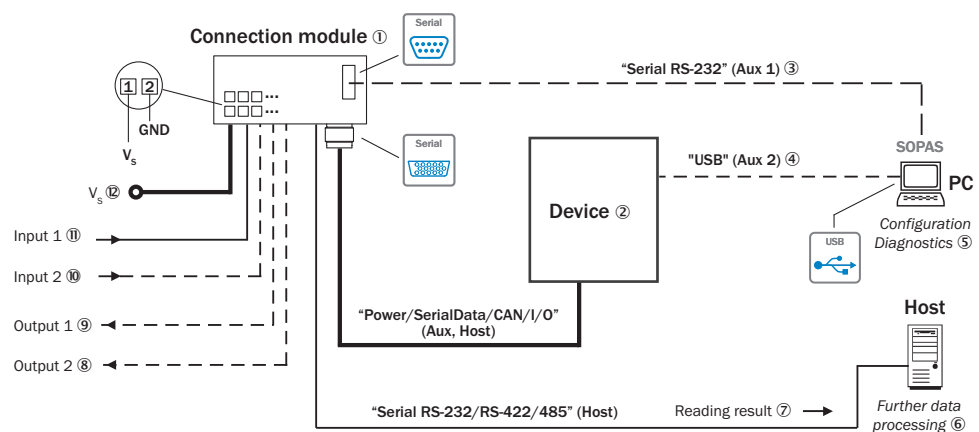 Serial
Connection module ①
"Serial RS-232" (Aux 1) ③
1 2
GND
Vs
Serial
SOPAS
"USB" (Aux 2) ④
PC
Vs ⑫
Device ②
Configuration
Diagnostics ⑤
USB
Input 1 ⑪
Input 2 ⑩
Output 1 ⑨
Output 2 ⑧
"Power/SerialData/CAN/I/O"
(Aux, Host)
Host
"Serial RS-232/RS-422/485" (Host)
Reading result ⑦
Further data
processing ⑥